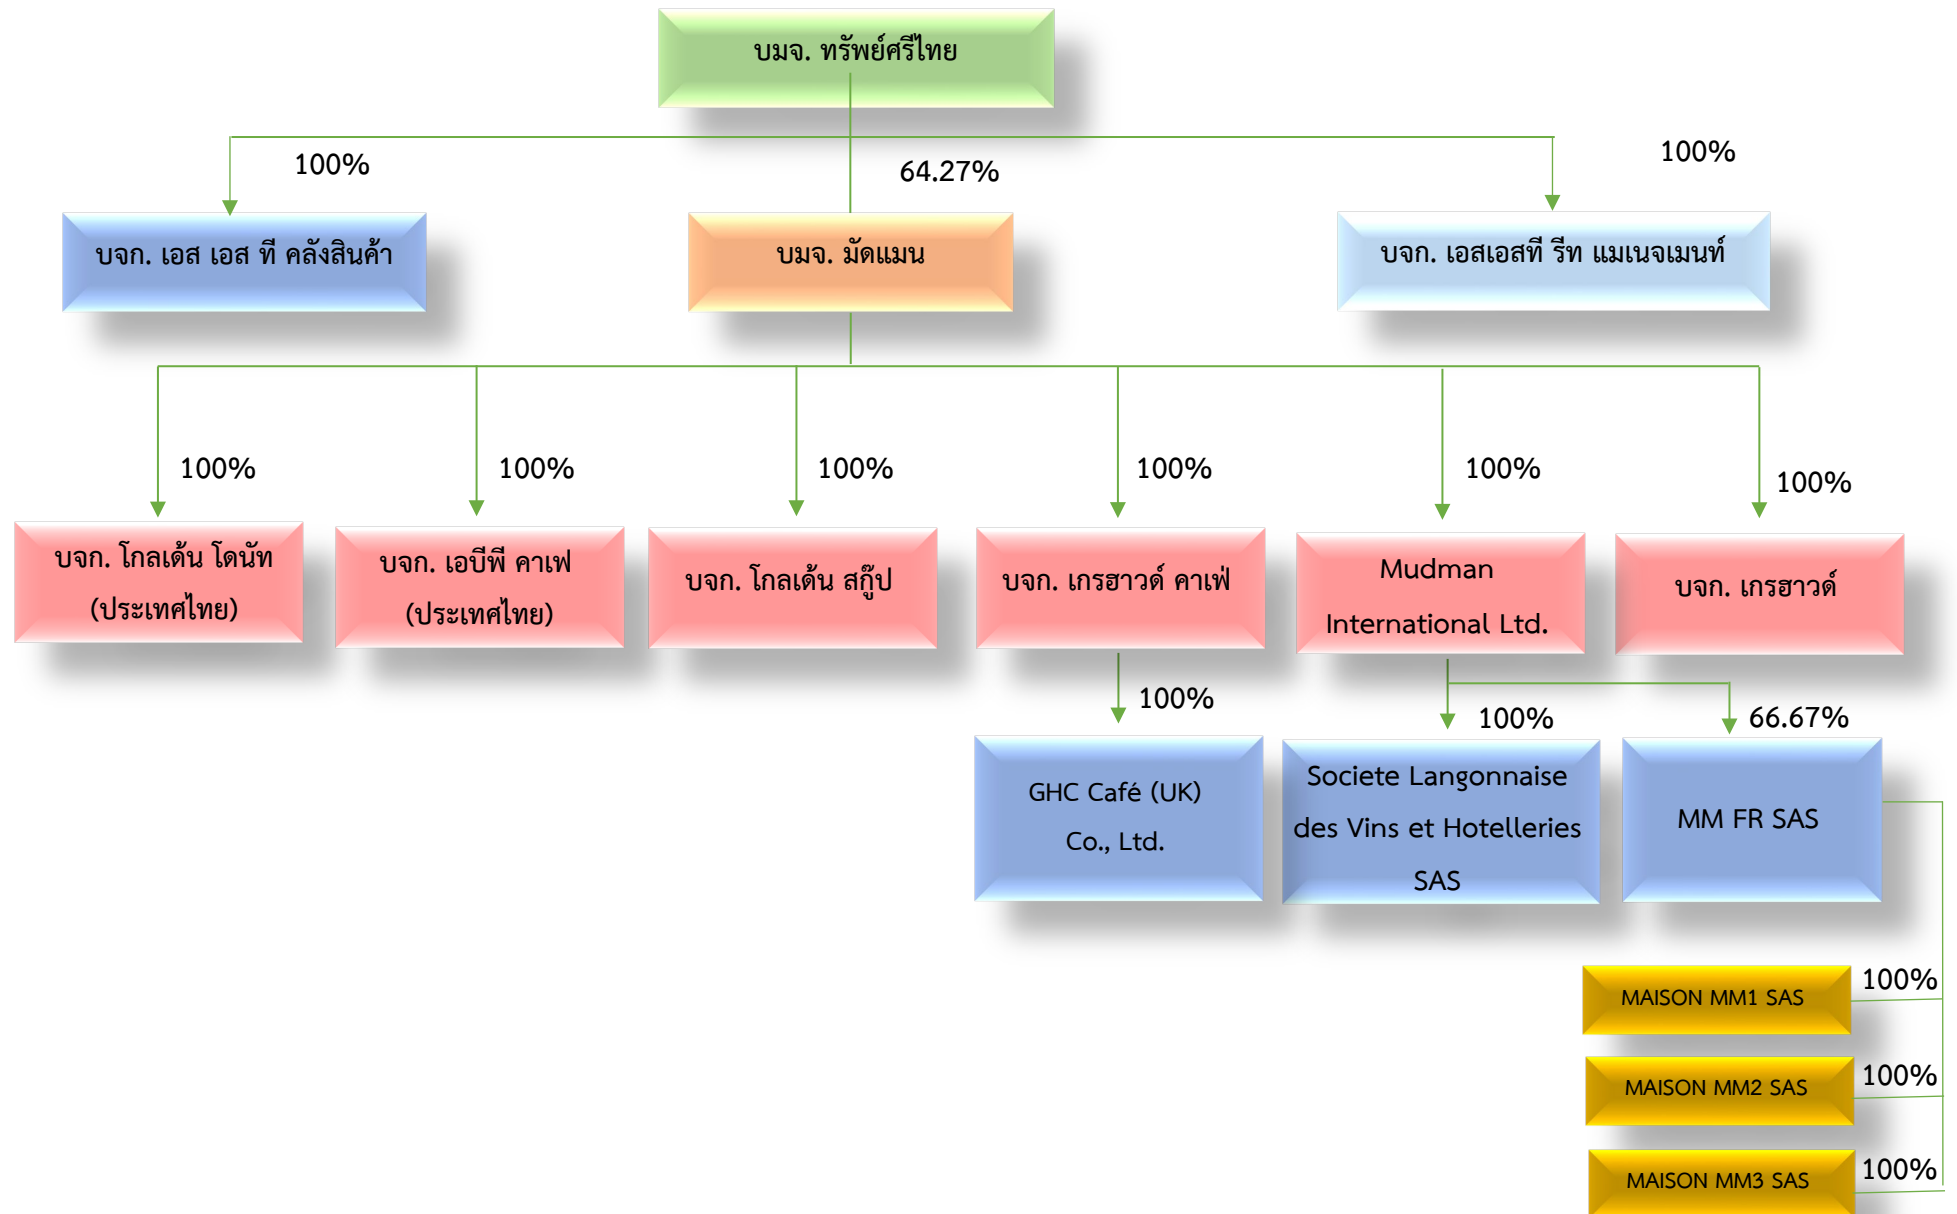 บมจ. ทรัพย์ศรีไทย
100%
64.27%
100%
บจก. เอส เอส ที คลังสินค้า
บมจ. มัดแมน
บจก. เอสเอสที รีท แมเนจเมนท์
100%
100%
100%
100%
100%
100%
บจก. โกลเด้น โดนัท
(ประเทศไทย)
บจก. เอบีพี คาเฟ
(ประเทศไทย)
บจก. โกลเด้น สกู๊ป
บจก. เกรฮาวด์ คาเฟ่
Mudman
International Ltd.
บจก. เกรฮาวด์
100%
100%
66.67%
GHC Café (UK)
Co., Ltd.
Societe Langonnaise
des Vins et Hotelleries
SAS
MM FR SAS
MAISON MM1 SAS
100%
MAISON MM2 SAS
100%
MAISON MM3 SAS
100%